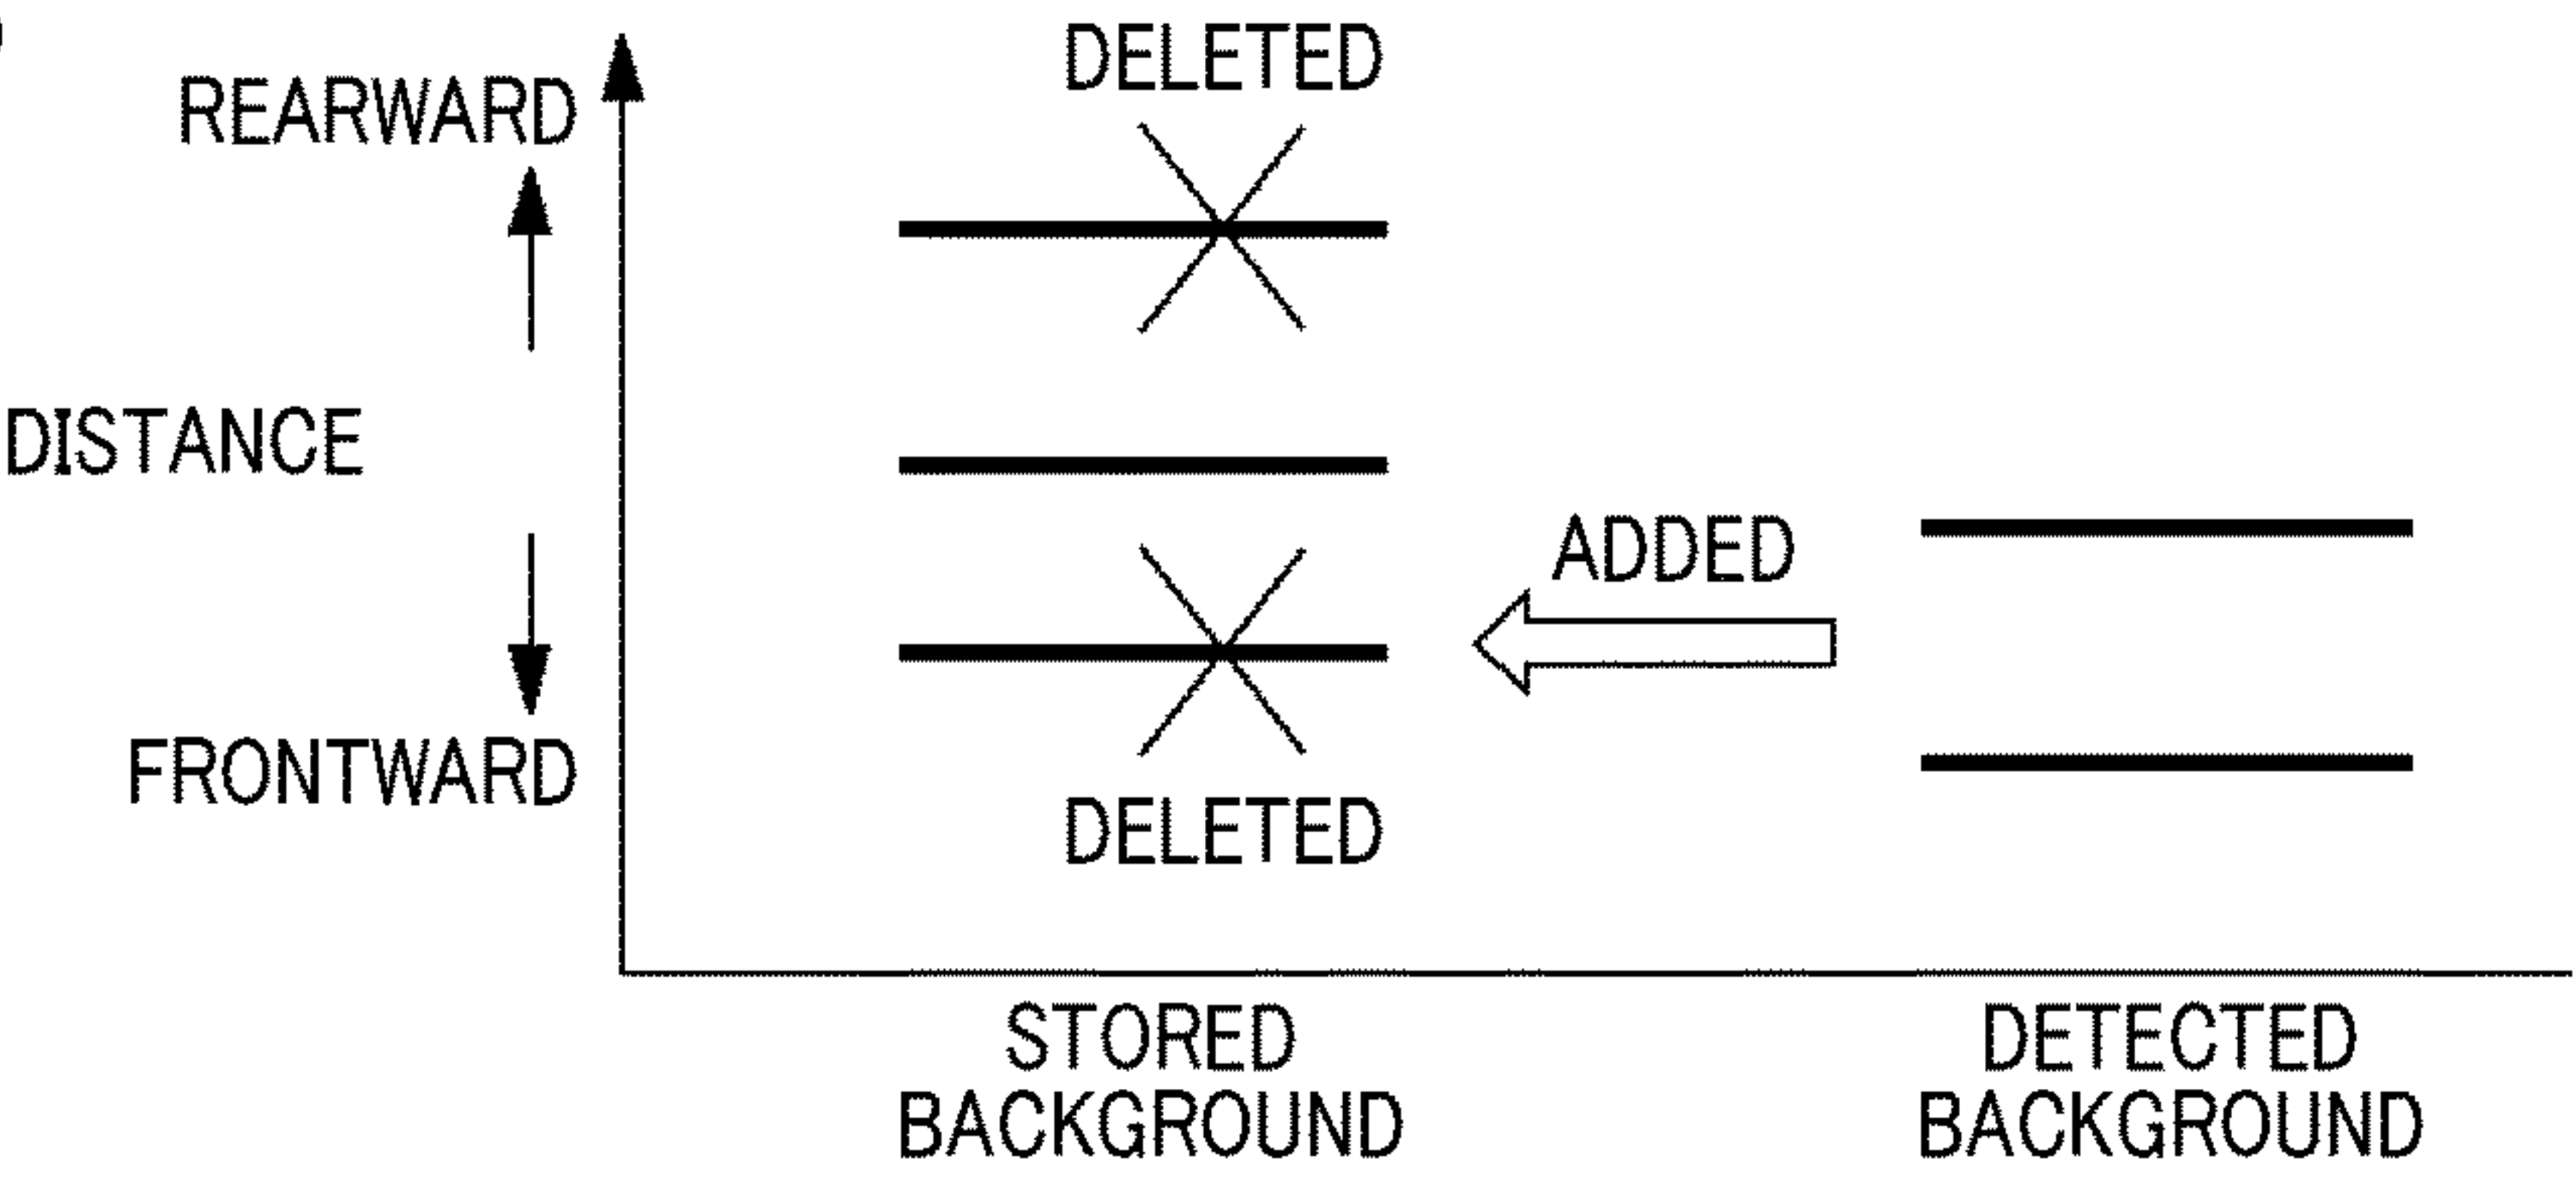 DELETED
REARWARD
DISTANCE
ADDED
FRONTWARD
DELETED
STORED
BACKGROUND
DETECTED
BACKGROUND